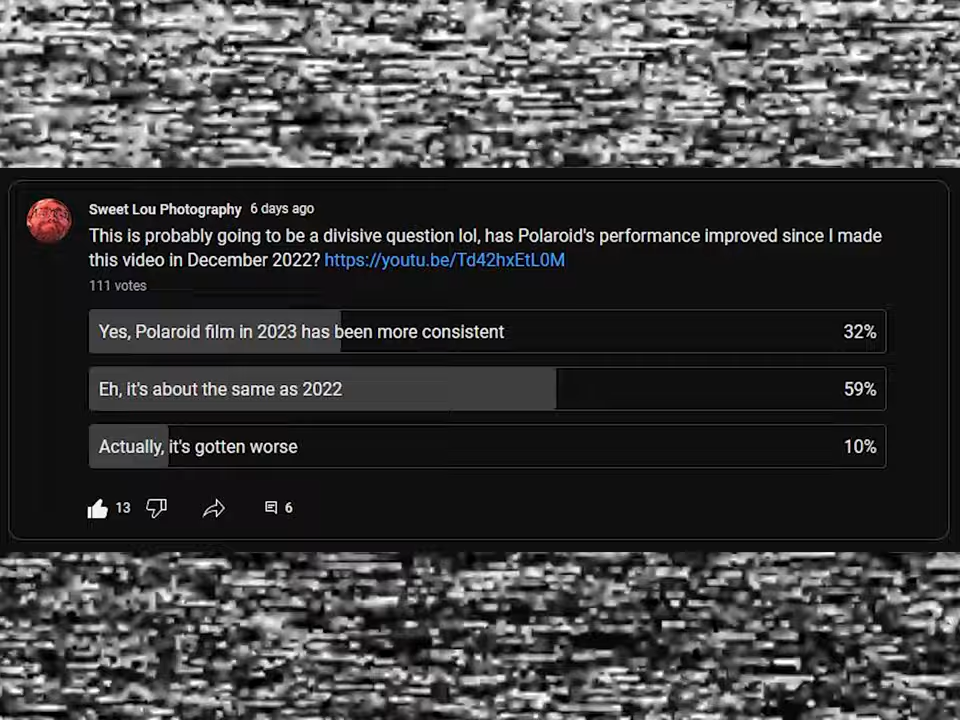 Sweet Lou Photography 6 days ago
This is probably going to be a divisive question lol, has Polaroid's performance improved since I made
this video in December 2022? https://youtu.be/Td42hxEtL0M
111 votes
Yes, Polaroid film in 2023 has been more consistent 32%
Eh, it's about the same as 2022 59%
Actually, it's gotten worse 10%
13 6